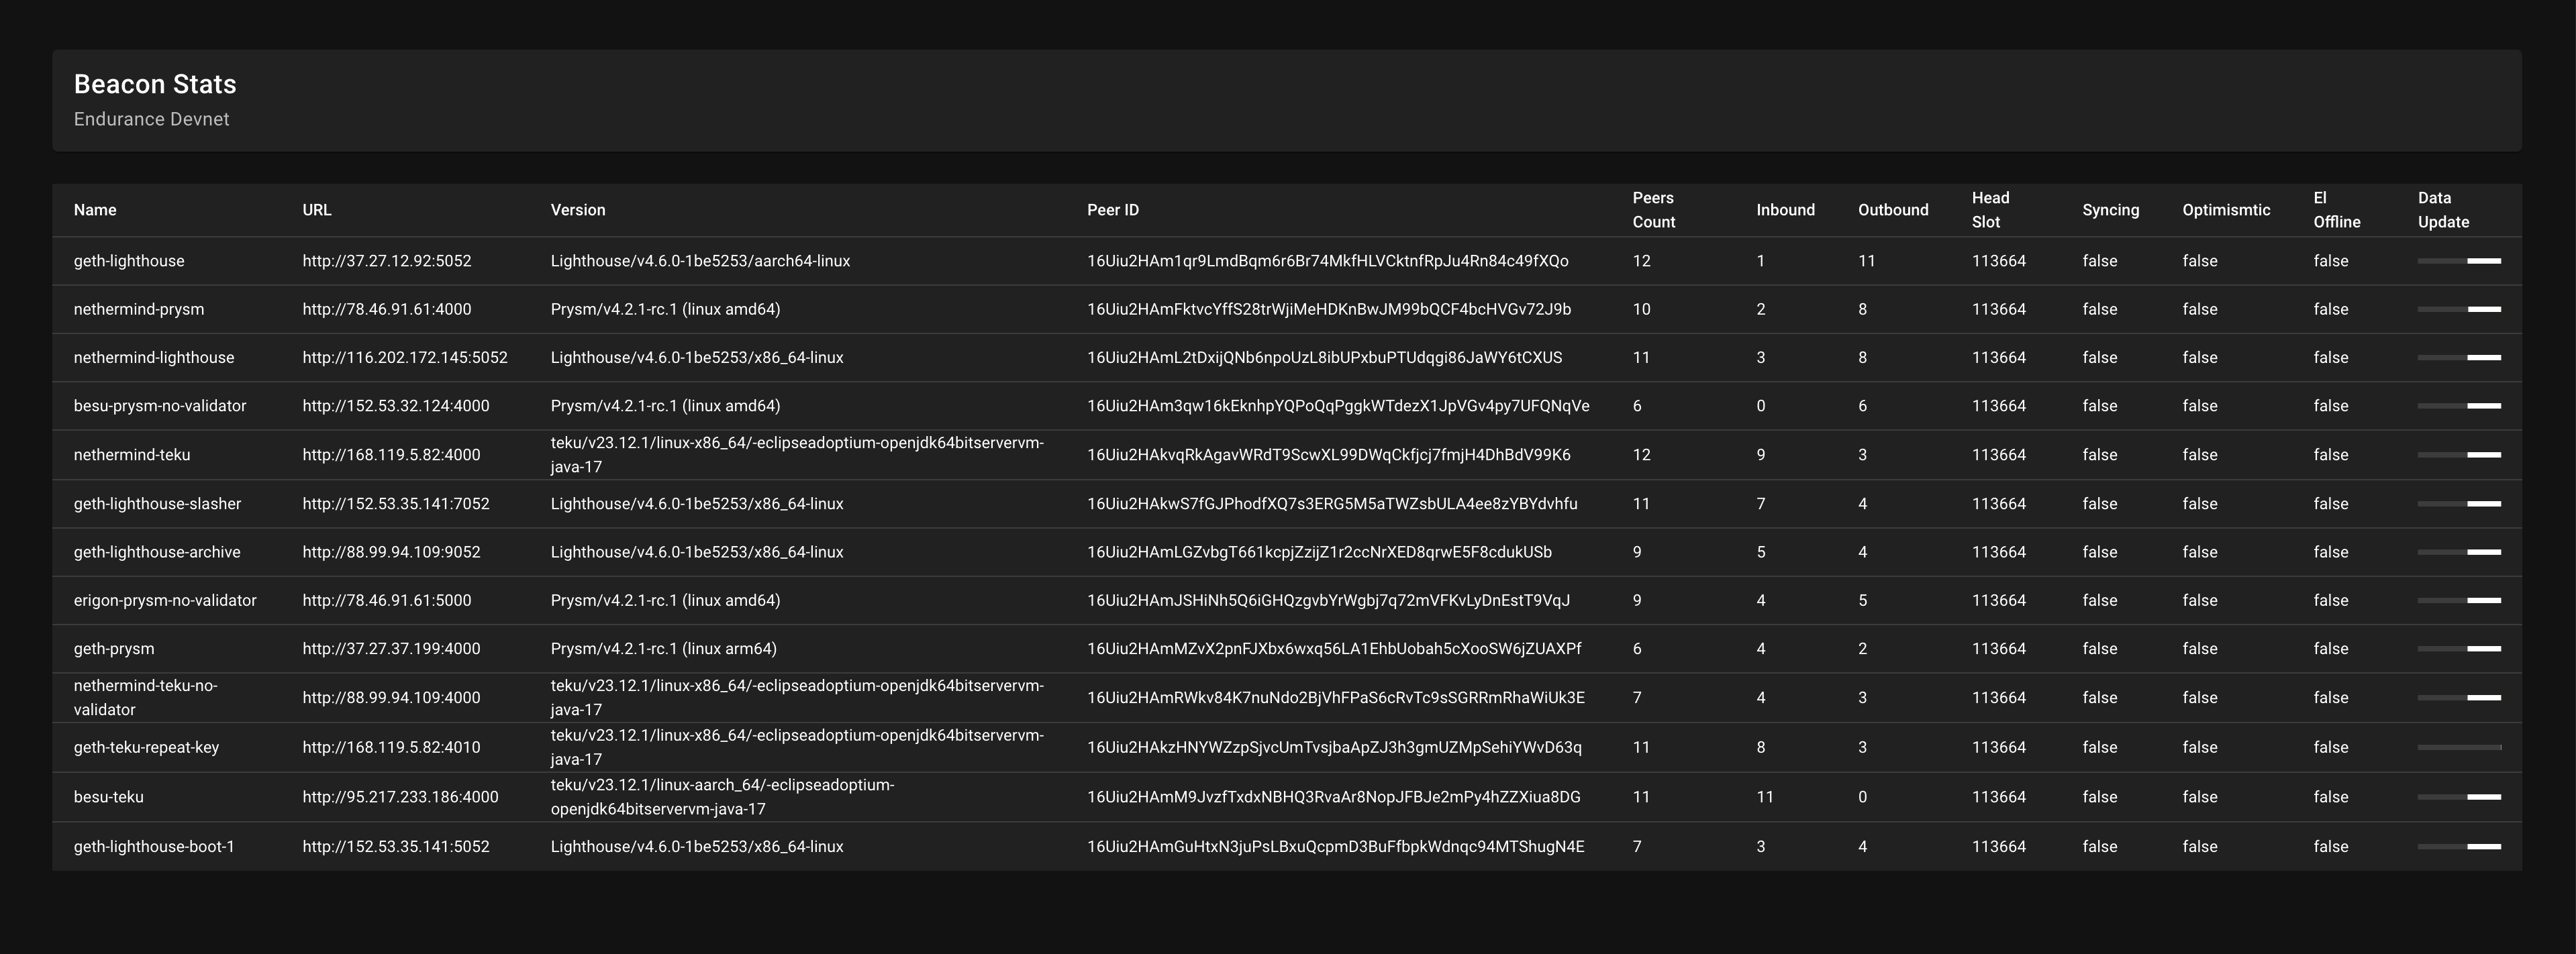 Beacon Stats
Endurance Devnet
Name URL Version Peer ID Peers Count Inbound Outbound Head Slot Syncing Optimismtic El Offline Data Update
geth-lighthouse http://37.27.12.92:5052 Lighthouse/v4.6.0-1be5253/aarch64-linux 16Uiu2HAm1qr9LmdBqm6r6Br74MkfHLVCktnfRpJu4Rn84c49fXQo 12 1 11 113664 false false false
nethermind-prysm http://78.46.91.61:4000 Prysm/v4.2.1-rc.1 (linux amd64) 16Uiu2HAmFktvcYffS28trWjiMeHDKnBwJM99bQCF4bcHVGv72J9b 10 2 8 113664 false false false
nethermind-lighthouse http://116.202.172.145:5052 Lighthouse/v4.6.0-1be5253/x86_64-linux 16Uiu2HAmL2tDxijQNb6npoUzL8ibUPxbuPTUdqgi86JaWY6tCXUS 11 3 8 113664 false false false
besu-prysm-no-validator http://152.53.32.124:4000 Prysm/v4.2.1-rc.1 (linux amd64) 16Uiu2HAm3qw16kEknhpYQPoQqPggkWTdezX1JpVGv4py7UFQNqVe 6 0 6 113664 false false false
nethermind-teku http://168.119.5.82:4000 teku/v23.12.1/linux-x86_64/-eclipseadoptium-openjdk64bitservervm-java-17 16Uiu2HAkvqRkAgavWRdT9ScwXL99DWqCkfjcj7fmjH4DhBdV99K6 12 9 3 113664 false false false
geth-lighthouse-slasher http://152.53.35.141:7052 Lighthouse/v4.6.0-1be5253/x86_64-linux 16Uiu2HAkwS7fGJPhodfXQ7s3ERG5M5aTWZsbULA4ee8zYBYdvhfu 11 7 4 113664 false false false
geth-lighthouse-archive http://88.99.94.109:9052 Lighthouse/v4.6.0-1be5253/x86_64-linux 16Uiu2HAmLGZvbgT661kcpjZzijZ1r2ccNrXED8qrwE5F8cdukUSb 9 5 4 113664 false false false
erigon-prysm-no-validator http://78.46.91.61:5000 Prysm/v4.2.1-rc.1 (linux amd64) 16Uiu2HAmJSHiNh5Q6iGHQzgvbYrWgbj7q72mVFKvLyDnEstT9VqJ 9 4 5 113664 false false false
geth-prysm http://37.27.37.199:4000 Prysm/v4.2.1-rc.1 (linux arm64) 16Uiu2HAmMZvX2pnFJXbx6wxq56LA1EhbUobah5cXooSW6jZUAXPf 6 4 2 113664 false false false
nethermind-teku-no-validator http://88.99.94.109:4000 teku/v23.12.1/linux-x86_64/-eclipseadoptium-openjdk64bitservervm-java-17 16Uiu2HAmRWkv84K7nuNdo2BjVhFPaS6cRvTc9sSGRRmRhaWiUk3E 7 4 3 113664 false false false
geth-teku-repeat-key http://168.119.5.82:4010 teku/v23.12.1/linux-x86_64/-eclipseadoptium-openjdk64bitservervm-java-17 16Uiu2HAkzHNYWZzpSjvcUmTvsjbaApZJ3h3gmUZMpSehiYWvD63q 11 8 3 113664 false false false
besu-teku http://95.217.233.186:4000 teku/v23.12.1/linux-aarch_64/-eclipseadoptium-openjdk64bitservervm-java-17 16Uiu2HAmM9JvzfTxdxNBHQ3RvaAr8NopJFBJe2mPy4hZZXiua8DG 11 11 0 113664 false false false
geth-lighthouse-boot-1 http://152.53.35.141:5052 Lighthouse/v4.6.0-1be5253/x86_64-linux 16Uiu2HAmGuHtxN3juPsLBxuQcpmD3BuFfbpkWdnqc94MTShugN4E 7 3 4 113664 false false false